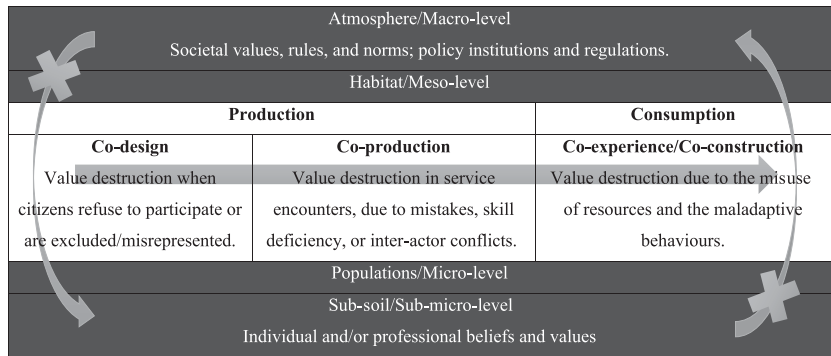 Atmosphere/Macro-level
Societal values, rules, and norms; policy institutions and regulations.
Habitat/Meso-level
Production
Consumption
Co-design
Value destruction when
citizens refuse to participate or
are excluded/misrepresented.
Co-production
Value destruction in service
encounters, due to mistakes, skill
deficiency, or inter-actor conflicts.
Co-experience/Co-construction
Value destruction due to the misuse
of resources and the maladaptive
behaviours.
Populations/Micro-level
Sub-soil/Sub-micro-level
Individual and/or professional beliefs and values